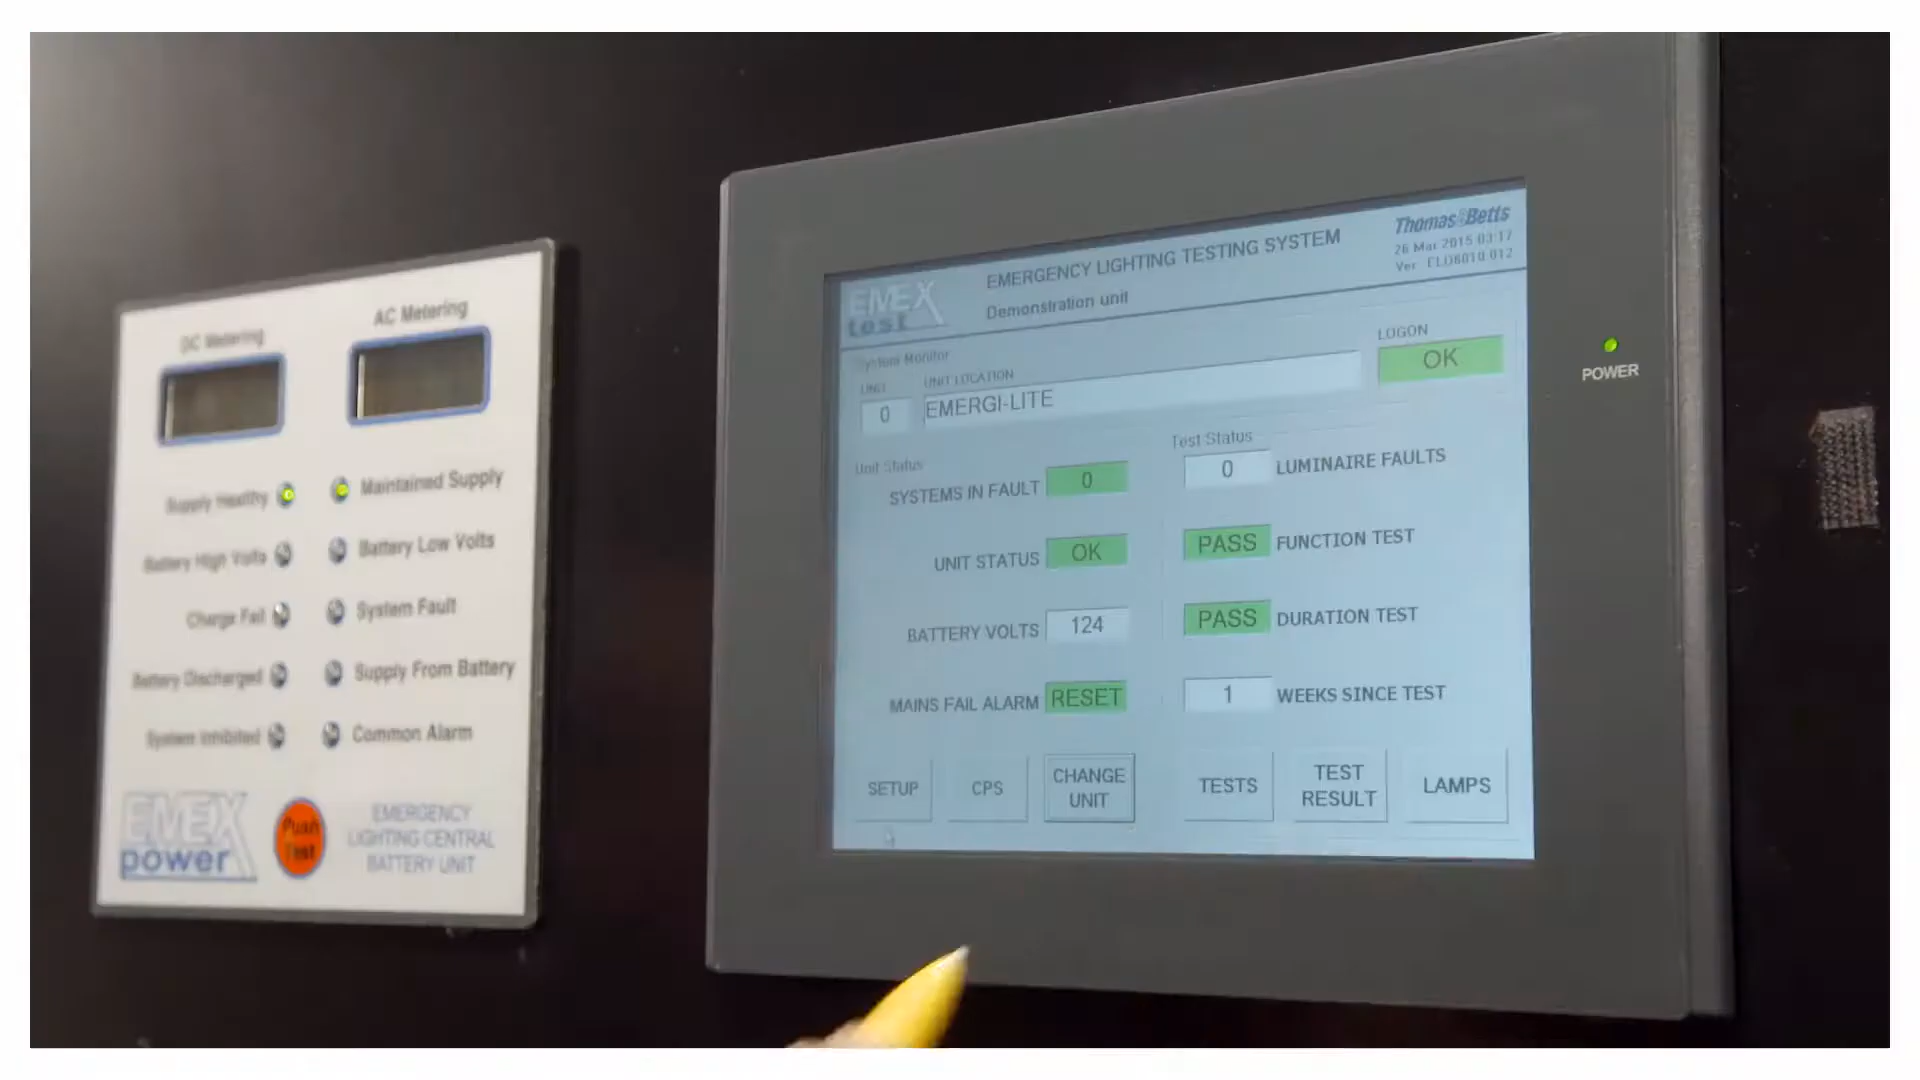 DC Metering
AC Metering
Supply Healthy
Maintained Supply
Battery High Volts
Battery Low Volts
Charge Fail
System Fault
Battery Discharged
Supply From Battery
System Inhibited
Common Alarm
EMEX
power
Push
Test
EMERGENCY
LIGHTING CENTRAL
BATTERY UNIT
EMEX
test
EMERGENCY LIGHTING TESTING SYSTEM
Demonstration unit
Thomas&Betts
26 Mar 2015 03:17
System Monitor
UNIT
0
UNIT LOCATION
EMERGI-LITE
LOGON
OK
Unit Status
SYSTEMS IN FAULT 0
UNIT STATUS OK
BATTERY VOLTS 124
MAINS FAIL ALARM RESET
Test Status
0 LUMINAIRE FAULTS
PASS FUNCTION TEST
PASS DURATION TEST
1 WEEKS SINCE TEST
SETUP
CPS
CHANGE
UNIT
TESTS
TEST
RESULT
LAMPS
POWER